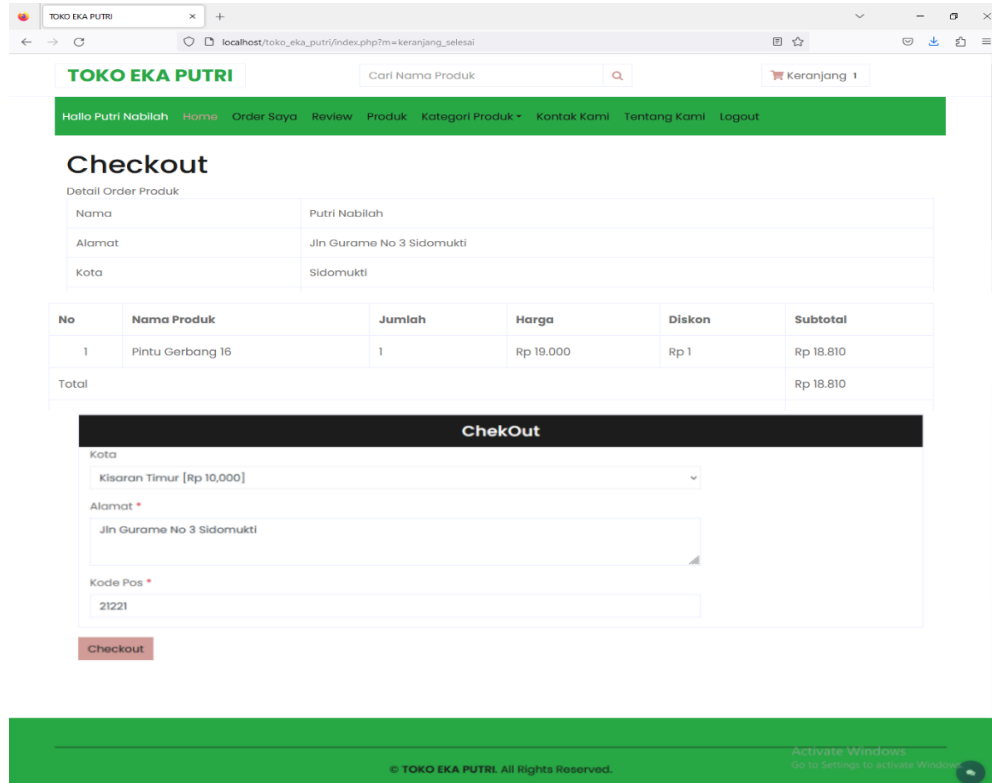 TOKO EKA PUTRI
localhost/toko_eka_putri/index.php?m=keranjang_selesai
TOKO EKA PUTRI Cari Nama Produk Keranjang 1
Hallo Putri Nabilah Home Order Saya Review Produk Kategori Produk Kontak Kami Tentang Kami Logout
Checkout
Detail Order Produk
Nama Putri Nabilah
Alamat Jln Gurame No 3 Sidomukti
Kota Sidomukti
No Nama Produk Jumlah Harga Diskon Subtotal
1 Pintu Gerbang 16 1 Rp 19.000 Rp 1 Rp 18.810
Total Rp 18.810
ChekOut
Kota
Kisaran Timur [Rp 10,000]
Alamat *
Jln Gurame No 3 Sidomukti
Kode Pos *
21221
Checkout
Activate Windows
Go to Settings to activate Windows.
© TOKO EKA PUTRI. All Rights Reserved.